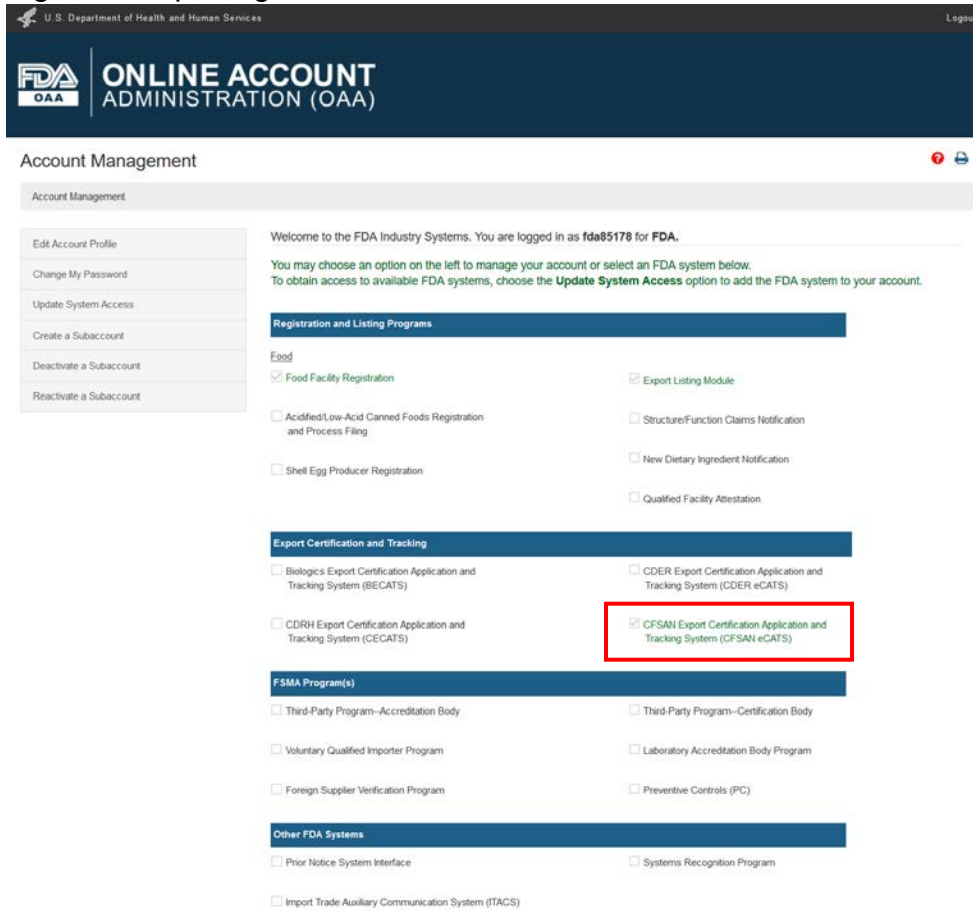 U.S. Department of Health and Human Services
Logou
FDA
OAA
ONLINE ACCOUNT
ADMINISTRATION (OAA)
Account Management
Account Management
Edit Account Profile
Change My Password
Update System Access
Create a Subaccount
Deactivate a Subaccount
Reactivate a Subaccount
Welcome to the FDA Industry Systems. You are logged in as fda85178 for FDA.
You may choose an option on the left to manage your account or select an FDA system below.
To obtain access to available FDA systems, choose the Update System Access option to add the FDA system to your account.
Registration and Listing Programs
Food
Food Facility Registration
Export Listing Module
Acidified/Low-Acid Canned Foods Registration
and Process Filing
Structure/Function Claims Notification
Shell Egg Producer Registration
New Dietary Ingredient Notification
Qualified Facility Attestation
Export Certification and Tracking
Biologics Export Certification Application and
Tracking System (BECATS)
CDER Export Certification Application and
Tracking System (CDER eCATS)
CDRH Export Certification Application and
Tracking System (CECATS)
CFSAN Export Certification Application and
Tracking System (CFSAN eCATS)
FSMA Program(s)
Third-Party Program--Accreditation Body
Third-Party Program--Certification Body
Voluntary Qualified Importer Program
Laboratory Accreditation Body Program
Foreign Supplier Verification Program
Preventive Controls (PC)
Other FDA Systems
Prior Notice System Interface
Systems Recognition Program
Import Trade Auxiliary Communication System (ITACS)